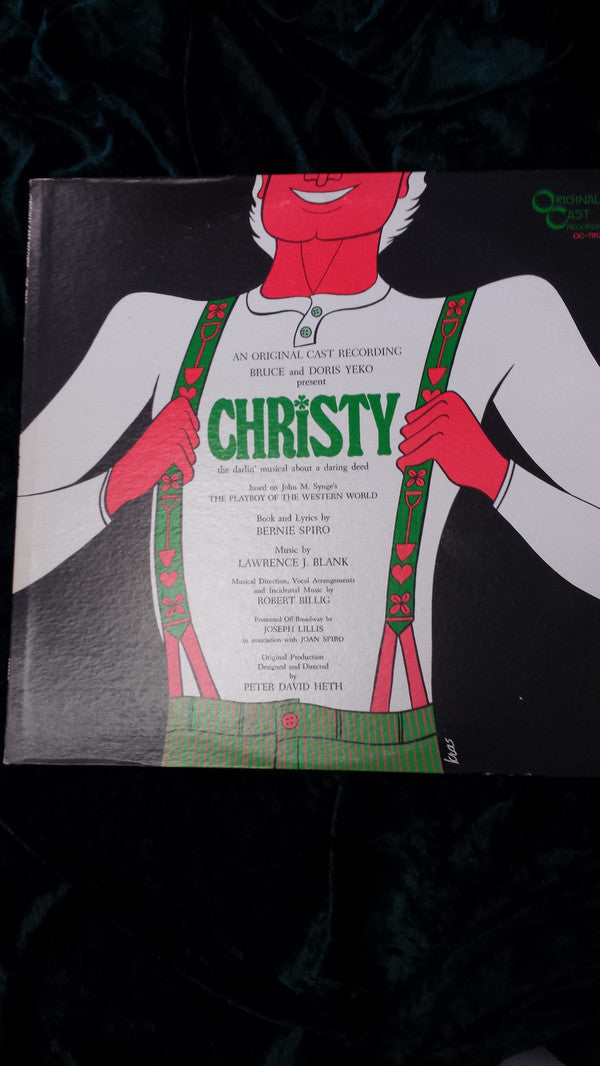 ORIGINAL
CAST
RECORDS
AN ORIGINAL CAST RECORDING
BRUCE and DORIS YEKO
present
CHRiSTY
the darlin' musical about a daring deed
based on John M. Synge's
THE PLAYBOY OF THE WESTERN WORLD
Book and Lyrics by
BERNIE SPIRO
Music by
LAWRENCE J. BLANK
Musical Direction, Vocal Arrangements
and Incidental Music by
ROBERT BILLIG
Presented Off-Broadway by
JOSEPH LILLIS
in association with JOAN SPIRO
Original Production
Designed and Directed
by
PETER DAVID HETH
kras